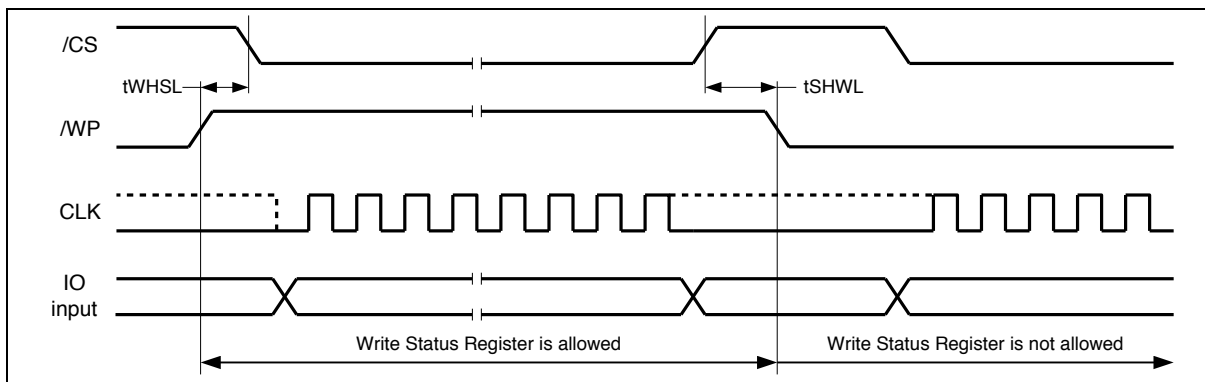 /CS
tWHSL
tSHWL
/WP
CLK
IO
input
Write Status Register is allowed
Write Status Register is not allowed